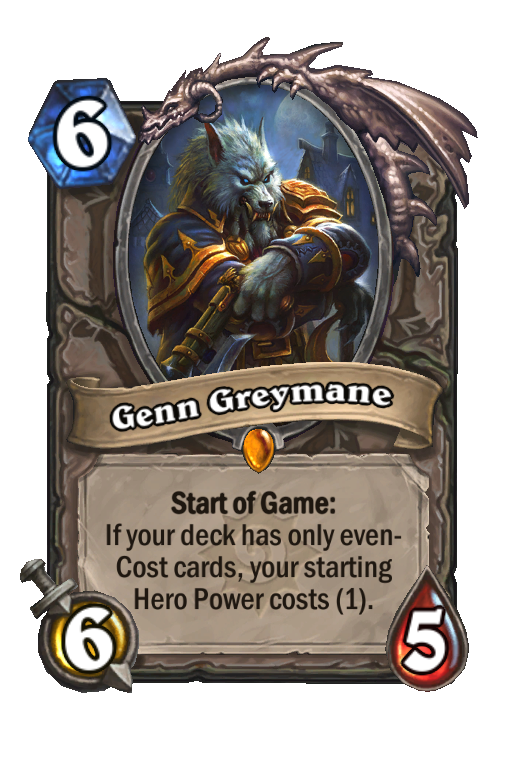 6
Genn Greymane
Start of Game:
If your deck has only even-
Cost cards, your starting
Hero Power costs (1).
6
5